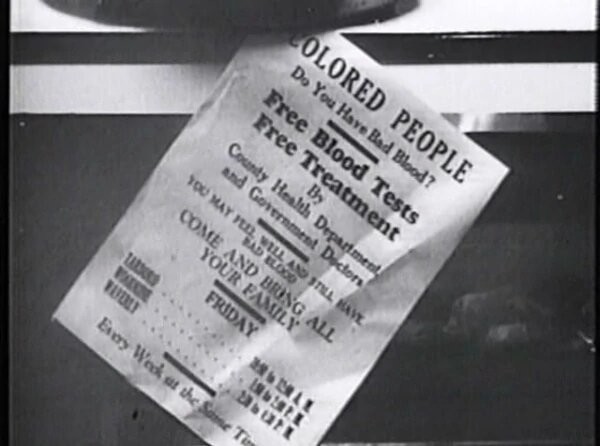 COLORED PEOPLE
Do You Have Bad Blood?
Free Blood Tests
Free Treatment
By
County Health Department
and Government Doctors
YOU MAY FEEL WELL AND STILL HAVE
BAD BLOOD
COME AND BRING ALL
YOUR FAMILY
FRIDAY
WAVERLY
Every Week at the Same